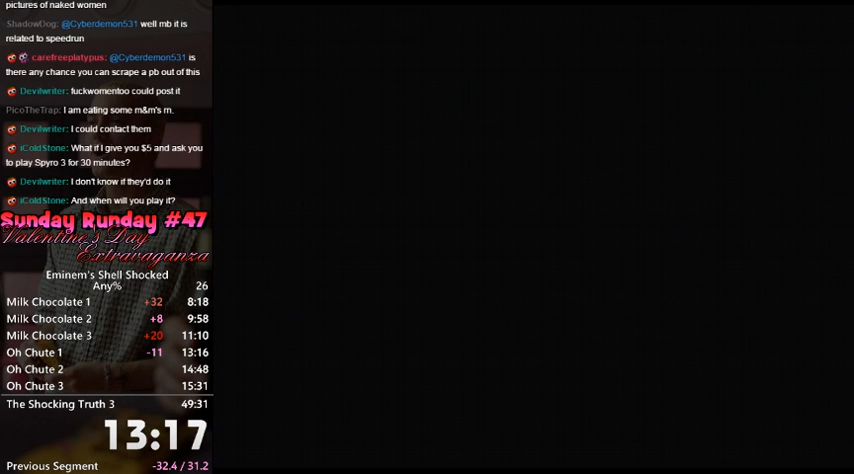 pictures of naked women
ShadowDog: @Cyberdemon531 well mb it is
related to speedrun
carefreeplatypus: @Cyberdemon531 is
there any chance you can scrape a pb out of this
Devilwriter: fuckwomentoo could post it
PicoTheTrap: I am eating some m&m's rn.
Devilwriter: I could contact them
iColdStone: What if I give you $5 and ask you
to play Spyro 3 for 30 minutes?
Devilwriter: I don't know if they'd do it
iColdStone: And when will you play it?
Sunday Runday #47
Valentine's Day
Extravaganza
Eminem's Shell Shocked
Any% 26
Milk Chocolate 1 +32 8:18
Milk Chocolate 2 +8 9:58
Milk Chocolate 3 +20 11:10
Oh Chute 1 -11 13:16
Oh Chute 2 14:48
Oh Chute 3 15:31
The Shocking Truth 3 49:31
13:17
Previous Segment -32.4 / 31.2